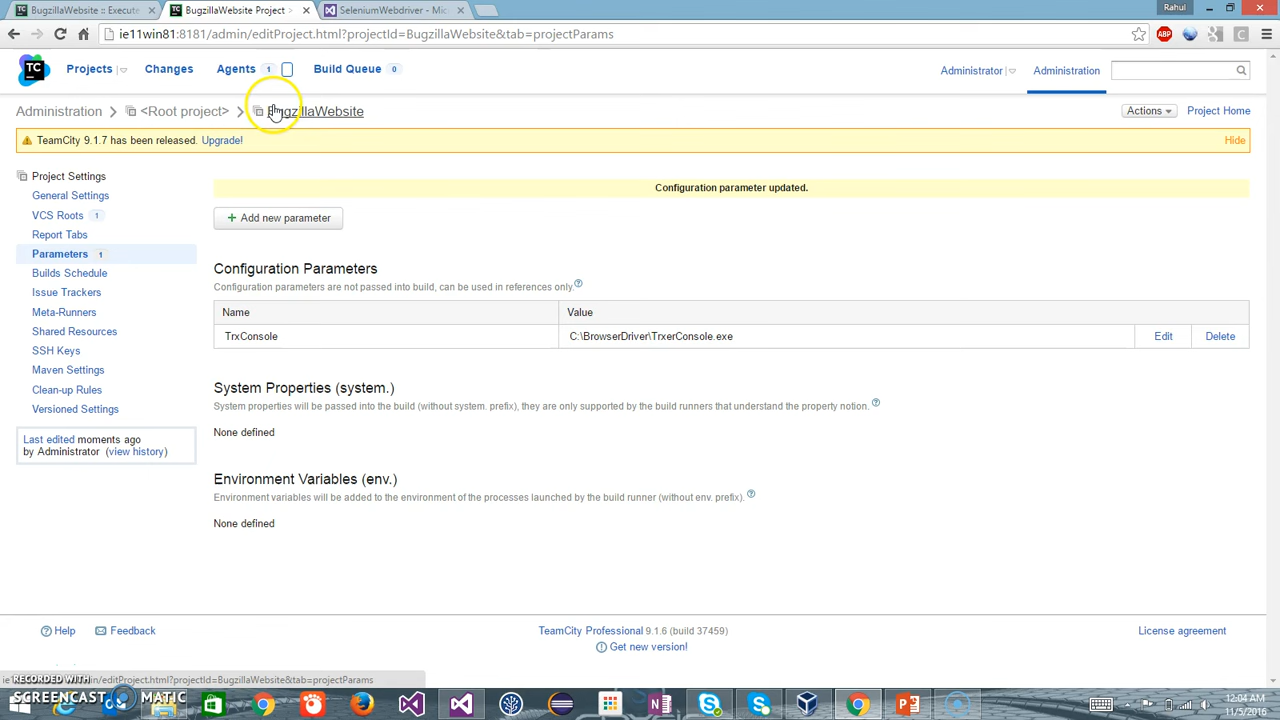 BugzillaWebsite :: Execute × BugzillaWebsite Project > × SeleniumWebdriver - Mic × Rahul
ie11win81:8181/admin/editProject.html?projectId=BugzillaWebsite&tab=projectParams ABP
TC Projects Changes Agents 1 Build Queue 0 Administrator Administration
Administration <Root project> BugzillaWebsite Actions Project Home
TeamCity 9.1.7 has been released. Upgrade! Hide
Project Settings
General Settings
VCS Roots 1
Report Tabs
Parameters 1
Builds Schedule
Issue Trackers
Meta-Runners
Shared Resources
SSH Keys
Maven Settings
Clean-up Rules
Versioned Settings
Last edited moments ago
by Administrator (view history)
Configuration parameter updated.
+ Add new parameter
Configuration Parameters
Configuration parameters are not passed into build, can be used in references only. ?
Name Value
TrxConsole C:\BrowserDriver\TrxerConsole.exe Edit Delete
System Properties (system.)
System properties will be passed into the build (without system. prefix), they are only supported by the build runners that understand the property notion. ?
None defined
Environment Variables (env.)
Environment variables will be added to the environment of the processes launched by the build runner (without env. prefix). ?
None defined
Help Feedback TeamCity Professional 9.1.6 (build 37459) License agreement
Get new version!
ie11win81:8181/admin/editProject.html?projectId=BugzillaWebsite&tab=projectParams
RECORDED WITH
SCREENCAST MATIC
12:04 AM
11/5/2016